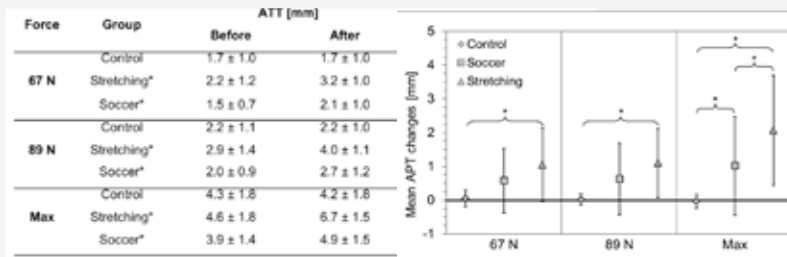 Force Group ATT [mm]
Before After
67 N
Control 1.7 ± 1.0 1.7 ± 1.0
Stretching* 2.2 ± 1.2 3.2 ± 1.0
Soccer* 1.5 ± 0.7 2.1 ± 1.0
89 N
Control 2.2 ± 1.1 2.2 ± 1.0
Stretching* 2.9 ± 1.4 4.0 ± 1.1
Soccer* 2.0 ± 0.9 2.7 ± 1.2
Max
Control 4.3 ± 1.8 4.2 ± 1.8
Stretching* 4.6 ± 1.8 6.7 ± 1.5
Soccer* 3.9 ± 1.4 4.9 ± 1.5
Mean APT changes [mm]
5
4
3
2
1
0
-1
Control
Soccer
Stretching
*
*
*
*
*
67 N 89 N Max